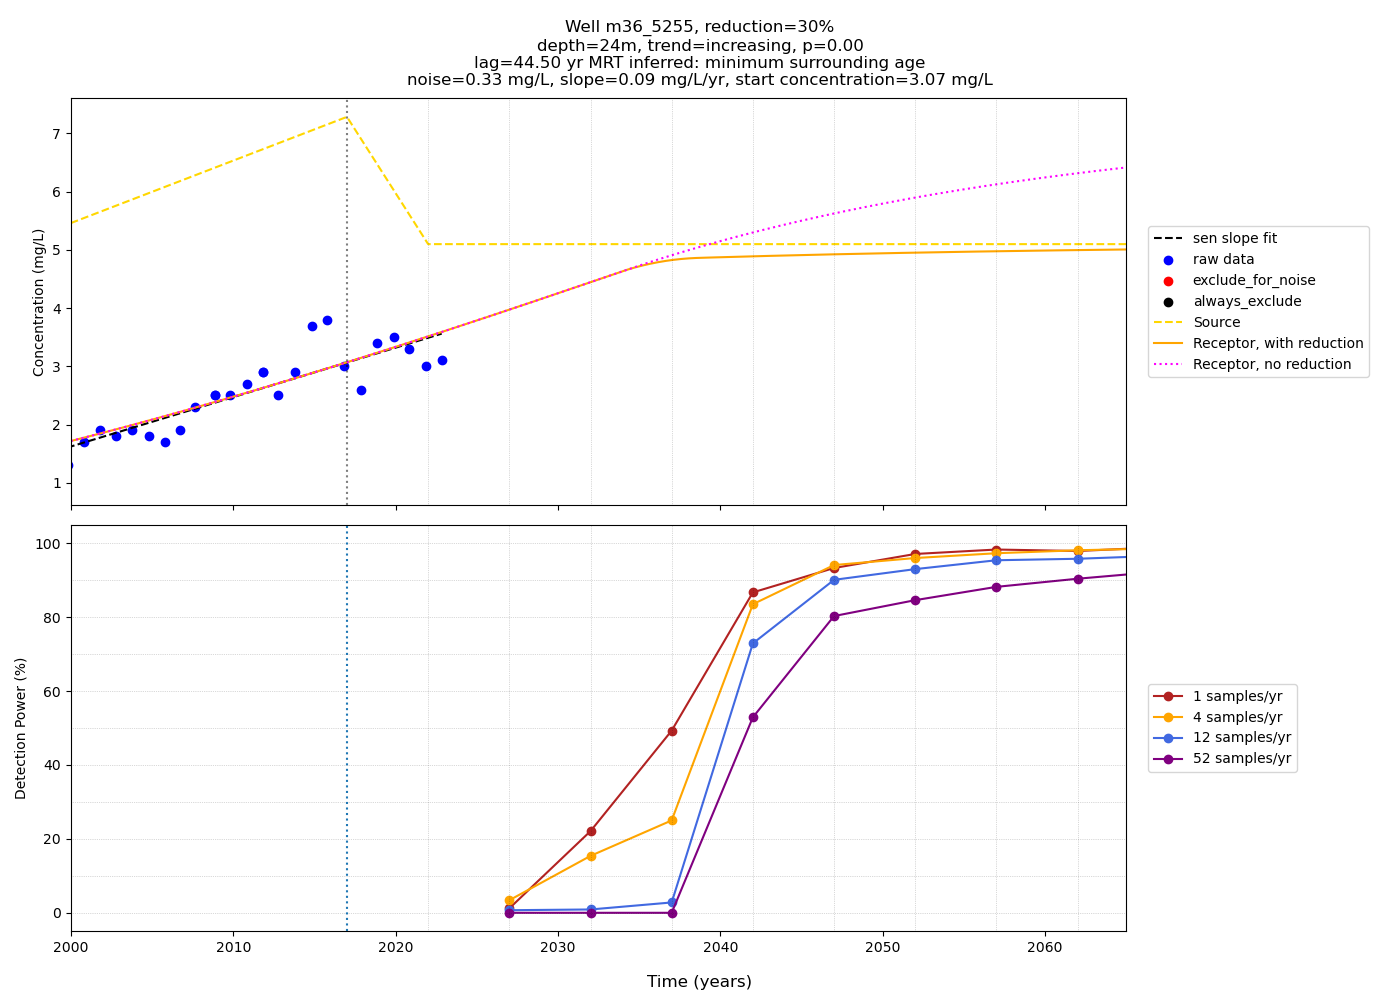 Well m36_5255, reduction=30%
depth=24m, trend=increasing, p=0.00
lag=44.50 yr MRT inferred: minimum surrounding age
noise=0.33 mg/L, slope=0.09 mg/L/yr, start concentration=3.07 mg/L
Concentration (mg/L)
7
6
5
4
3
2
1
sen slope fit
raw data
exclude_for_noise
always_exclude
Source
Receptor, with reduction
Receptor, no reduction
Detection Power (%)
100
80
60
40
20
0
1 samples/yr
4 samples/yr
12 samples/yr
52 samples/yr
2000 2010 2020 2030 2040 2050 2060
Time (years)